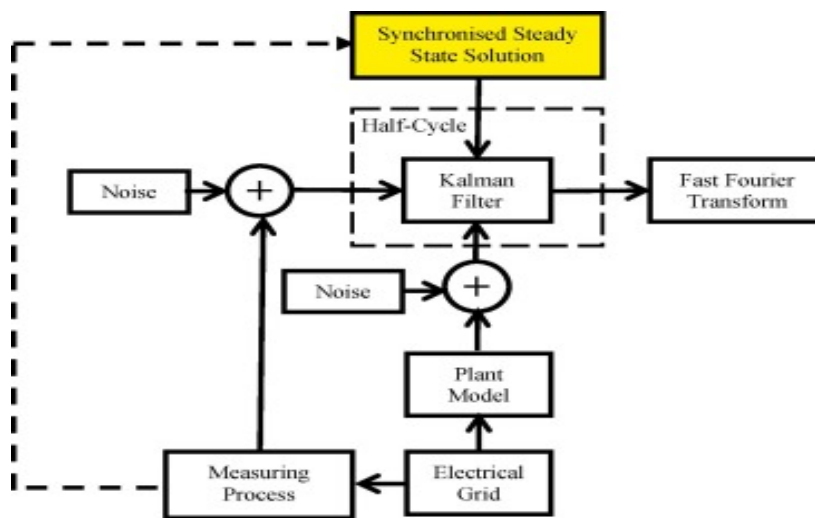 Synchronised Steady
State Solution
Half-Cycle
Noise
+
Kalman
Filter
Fast Fourier
Transform
Noise
+
Plant
Model
Measuring
Process
Electrical
Grid